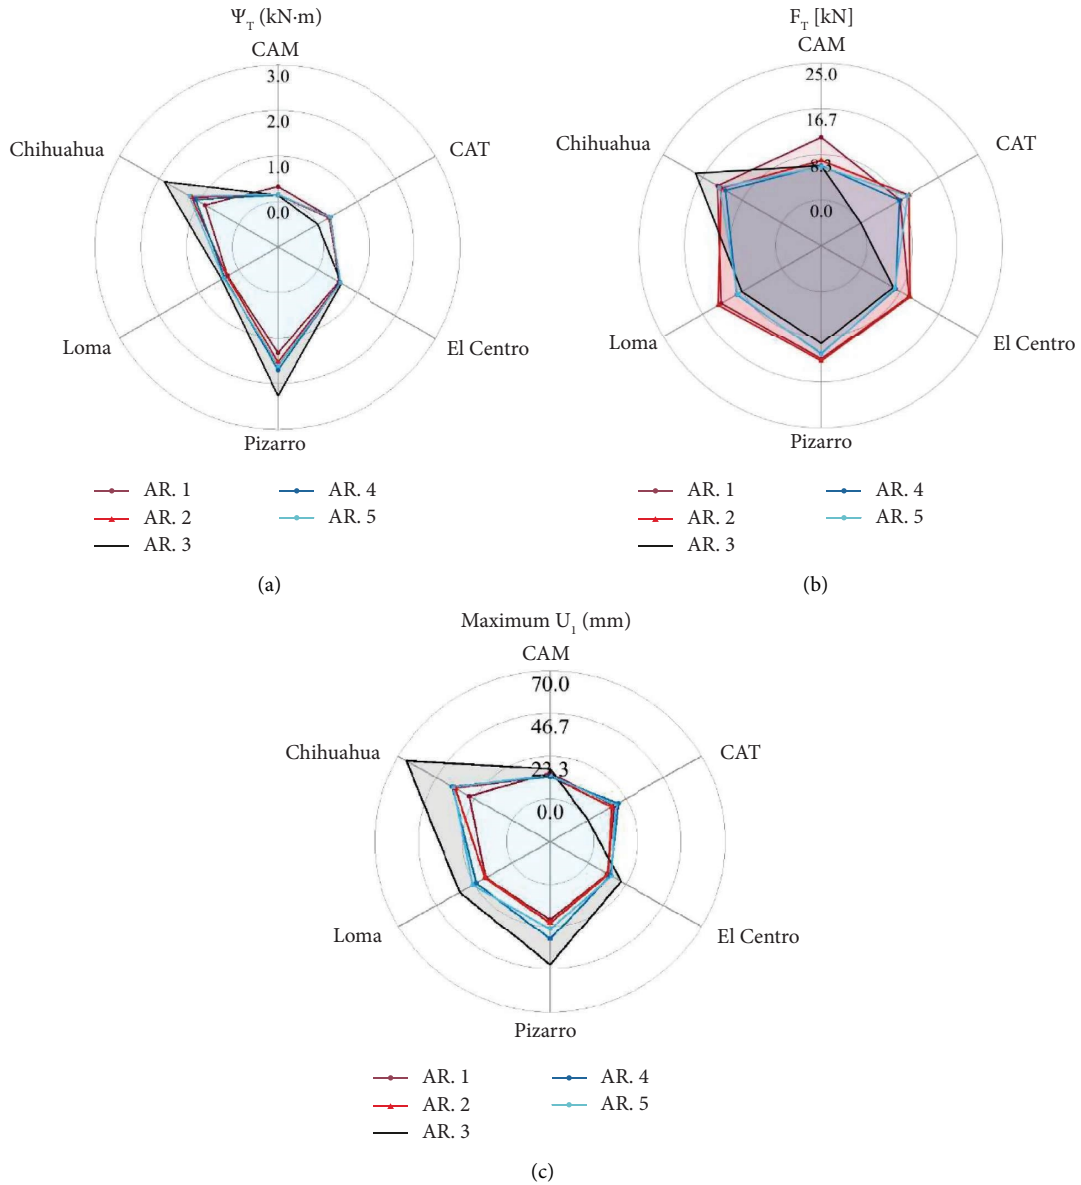 Ψ_T (kN·m)
CAM
3.0
2.0
1.0
0.0
Chihuahua
CAT
Loma
El Centro
Pizarro
AR. 1
AR. 4
AR. 2
AR. 5
AR. 3
(a)
F_T [kN]
CAM
25.0
16.7
8.3
0.0
Chihuahua
CAT
Loma
El Centro
Pizarro
AR. 1
AR. 4
AR. 2
AR. 5
AR. 3
(b)
Maximum U_1 (mm)
CAM
70.0
46.7
23.3
0.0
Chihuahua
CAT
Loma
El Centro
Pizarro
AR. 1
AR. 4
AR. 2
AR. 5
AR. 3
(c)